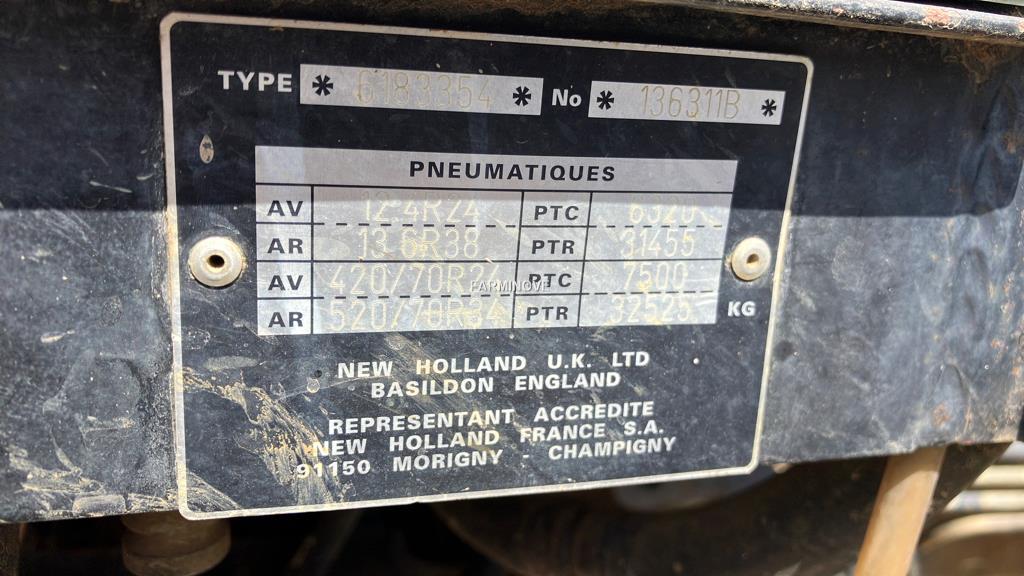 TYPE * 6183354 * No * 136311B *
PNEUMATIQUES
AV 12.4R24 PTC 6320
AR 13.6R38 PTR 31455
AV 420/70R24 PTC 7500
AR 520/70R34 PTR 32525 KG
FARMINOVE
NEW HOLLAND U.K. LTD
BASILDON ENGLAND
REPRESENTANT ACCREDITE
NEW HOLLAND FRANCE S.A.
91150 MORIGNY - CHAMPIGNY